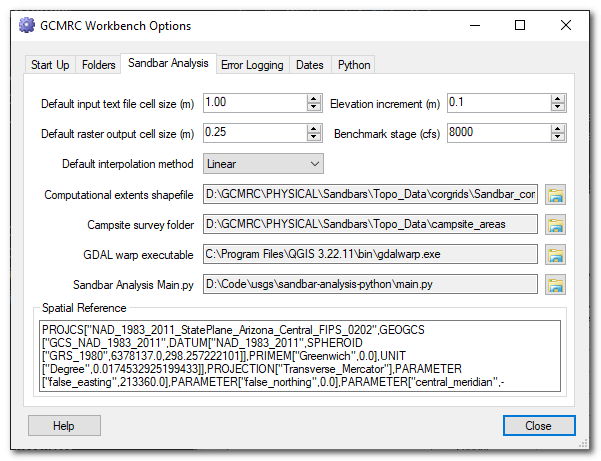 GCMRC Workbench Options
Start Up Folders Sandbar Analysis Error Logging Dates Python
Default input text file cell size (m) 1.00 Elevation increment (m) 0.1
Default raster output cell size (m) 0.25 Benchmark stage (cfs) 8000
Default interpolation method Linear
Computational extents shapefile D:\GCMRC\PHYSICAL\Sandbars\Topo_Data\corgrids\Sandbar_com
Campsite survey folder D:\GCMRC\PHYSICAL\Sandbars\Topo_Data\campsite_areas
GDAL warp executable C:\Program Files\QGIS 3.22.11\bin\gdalwarp.exe
Sandbar Analysis Main.py D:\Code\usgs\sandbar-analysis-python\main.py
Spatial Reference
PROJCS["NAD_1983_2011_StatePlane_Arizona_Central_FIPS_0202",GEOGCS
["GCS_NAD_1983_2011",DATUM["NAD_1983_2011",SPHEROID
["GRS_1980",6378137.0,298.257222101]],PRIMEM["Greenwich",0.0],UNIT
["Degree",0.0174532925199433]],PROJECTION["Transverse_Mercator"],PARAMETER
["false_easting",213360.0],PARAMETER["false_northing",0.0],PARAMETER["central_meridian",-
Help Close